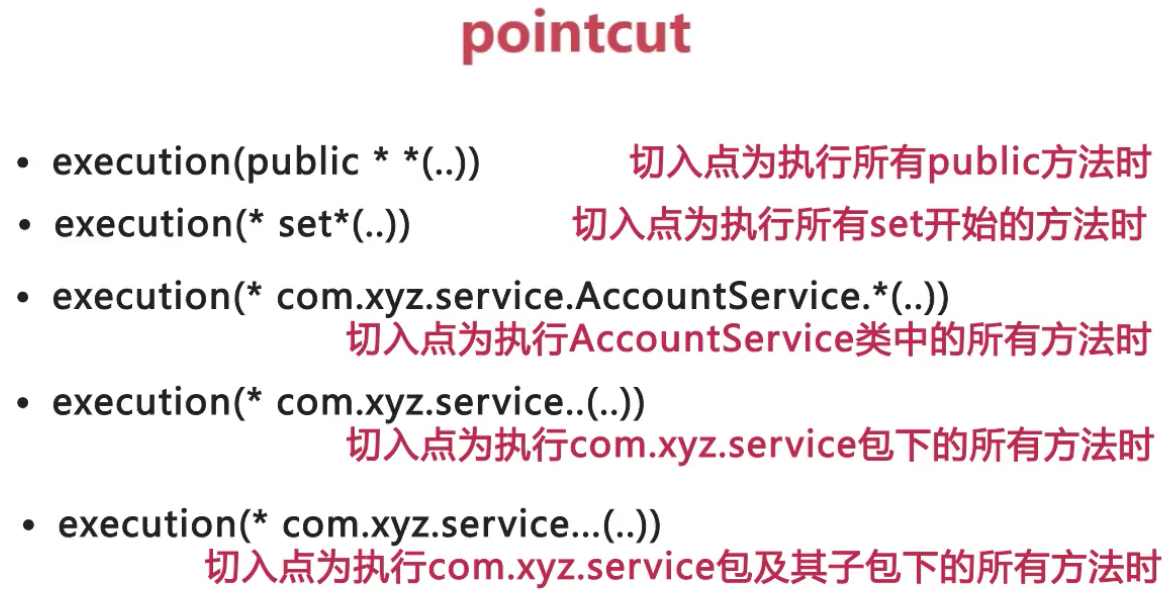 pointcut
• execution(public * *(..)) 切入点为执行所有public方法时
• execution(* set*(..)) 切入点为执行所有set开始的方法时
• execution(* com.xyz.service.AccountService.*(..))
切入点为执行AccountService类中的所有方法时
• execution(* com.xyz.service..(..))
切入点为执行com.xyz.service包下的所有方法时
• execution(* com.xyz.service...(..))
切入点为执行com.xyz.service包及其子包下的所有方法时